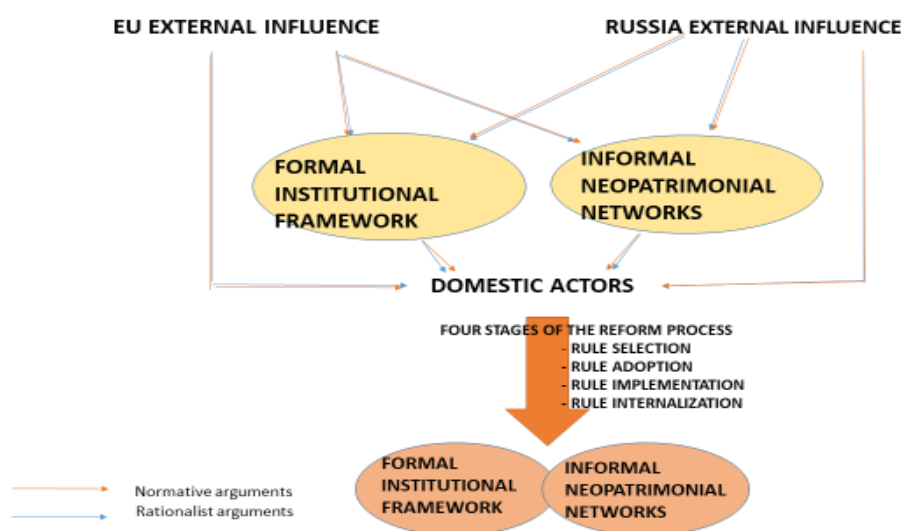 EU EXTERNAL INFLUENCE
RUSSIA EXTERNAL INFLUENCE
FORMAL
INSTITUTIONAL
FRAMEWORK
INFORMAL
NEOPATRIMONIAL
NETWORKS
DOMESTIC ACTORS
FOUR STAGES OF THE REFORM PROCESS
- RULE SELECTION
- RULE ADOPTION
- RULE IMPLEMENTATION
- RULE INTERNALIZATION
FORMAL
INSTITUTIONAL
FRAMEWORK
INFORMAL
NEOPATRIMONIAL
NETWORKS
Normative arguments
Rationalist arguments